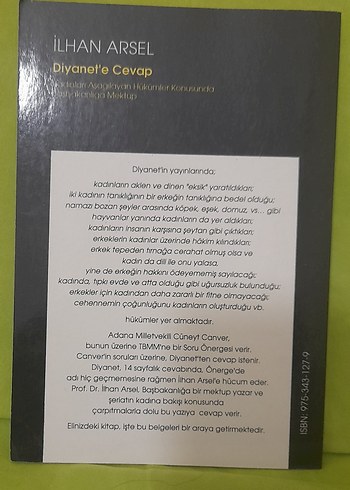 İLHAN ARSEL
Diyanet'e Cevap
Kadınları Aşağılayan Hükümler Konusunda
Başbakanlığa Mektup
Diyanet'in yayınlarında;
kadınların aklen ve dinen "eksik" yaratıldıkları;
iki kadının tanıklığının bir erkeğin tanıklığına bedel olduğu;
namazı bozan şeyler arasında köpek, eşek, domuz, vs... gibi
hayvanlar yanında kadınların da yer aldıkları;
kadınların insanın karşısına şeytan gibi çıktıkları;
erkeklerin kadınlar üzerinde hâkim kılındıkları;
erkek tepeden tırnağa cerahat olmuş olsa ve
kadın da dili ile onu yalasa,
yine de erkeğin hakkını ödeyememiş sayılacağı;
kadında, tıpkı evde ve atta olduğu gibi uğursuzluk bulunduğu;
erkekler için kadından daha zararlı bir fitne olmayacağı;
cehennemin çoğunluğunu kadınların oluşturduğu vb.
hükümler yer almaktadır.
Adana Milletvekili Cüneyt Canver,
bunun üzerine TBMM'ne bir Soru Önergesi verir.
Canver'in soruları üzerine, Diyanet'ten cevap istenir.
Diyanet, 14 sayfalık cevabında, Önerge'de
adı hiç geçmemesine rağmen İlhan Arsel'e hücum eder.
Prof. Dr. İlhan Arsel, Başbakanlığa bir mektup yazar ve
şeriatın kadına bakışı konusunda
çarpıtmalarla dolu bu yazıya cevap verir.
Elinizdeki kitap, işte bu belgeleri bir araya getirmektedir.
ISBN: 975-343-127-9